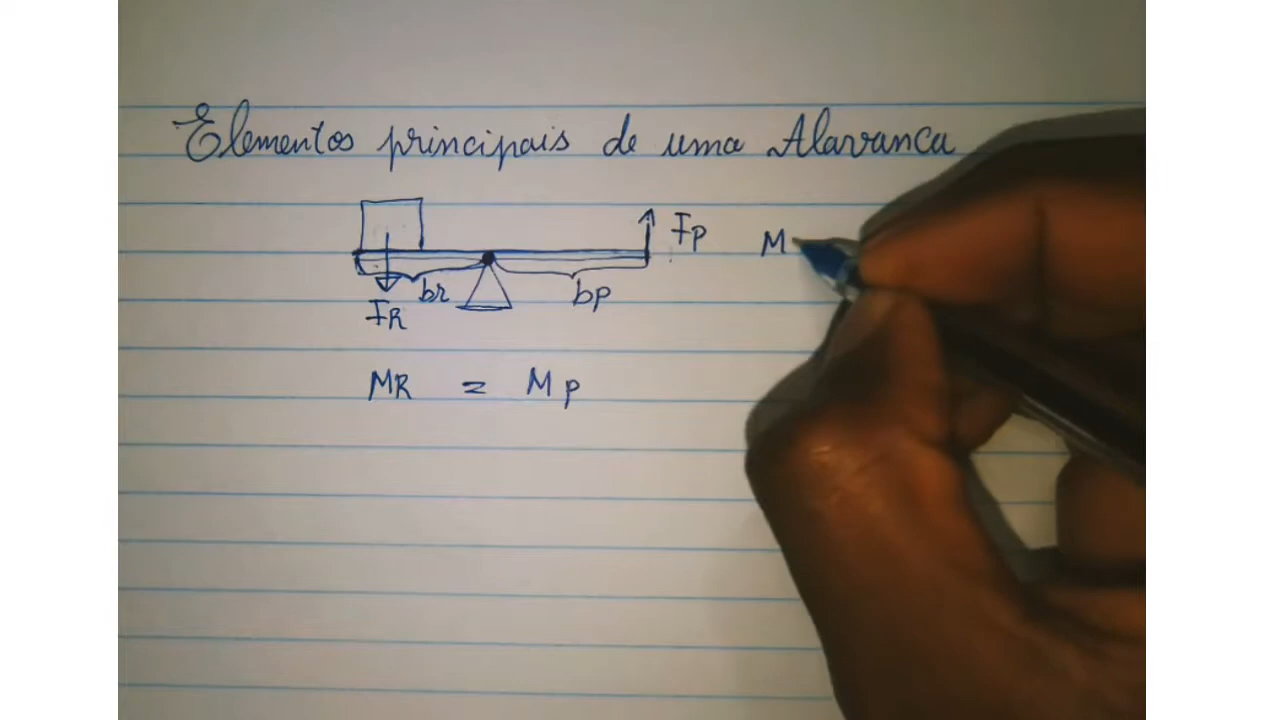 Elementos principais de uma Alavanca
Fp
M
br
bp
FR
MR = Mp